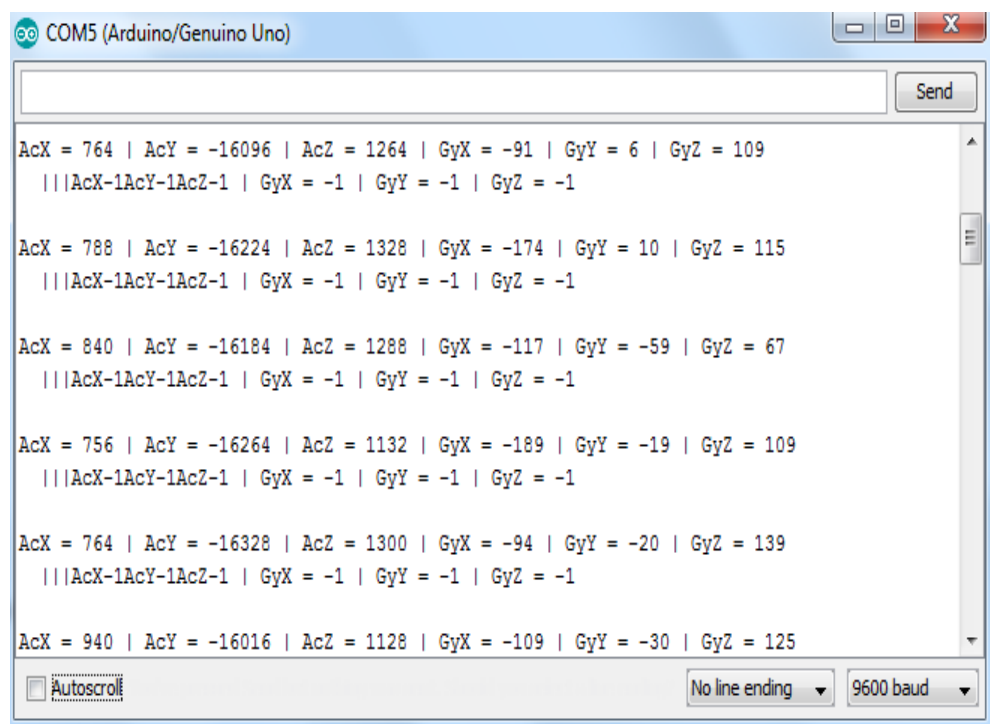 COM5 (Arduino/Genuino Uno)
Send
AcX = 764 | AcY = -16096 | AcZ = 1264 | GyX = -91 | GyY = 6 | GyZ = 109
|||AcX-1AcY-1AcZ-1 | GyX = -1 | GyY = -1 | GyZ = -1
AcX = 788 | AcY = -16224 | AcZ = 1328 | GyX = -174 | GyY = 10 | GyZ = 115
|||AcX-1AcY-1AcZ-1 | GyX = -1 | GyY = -1 | GyZ = -1
AcX = 840 | AcY = -16184 | AcZ = 1288 | GyX = -117 | GyY = -59 | GyZ = 67
|||AcX-1AcY-1AcZ-1 | GyX = -1 | GyY = -1 | GyZ = -1
AcX = 756 | AcY = -16264 | AcZ = 1132 | GyX = -189 | GyY = -19 | GyZ = 109
|||AcX-1AcY-1AcZ-1 | GyX = -1 | GyY = -1 | GyZ = -1
AcX = 764 | AcY = -16328 | AcZ = 1300 | GyX = -94 | GyY = -20 | GyZ = 139
|||AcX-1AcY-1AcZ-1 | GyX = -1 | GyY = -1 | GyZ = -1
AcX = 940 | AcY = -16016 | AcZ = 1128 | GyX = -109 | GyY = -30 | GyZ = 125
Autoscroll No line ending 9600 baud